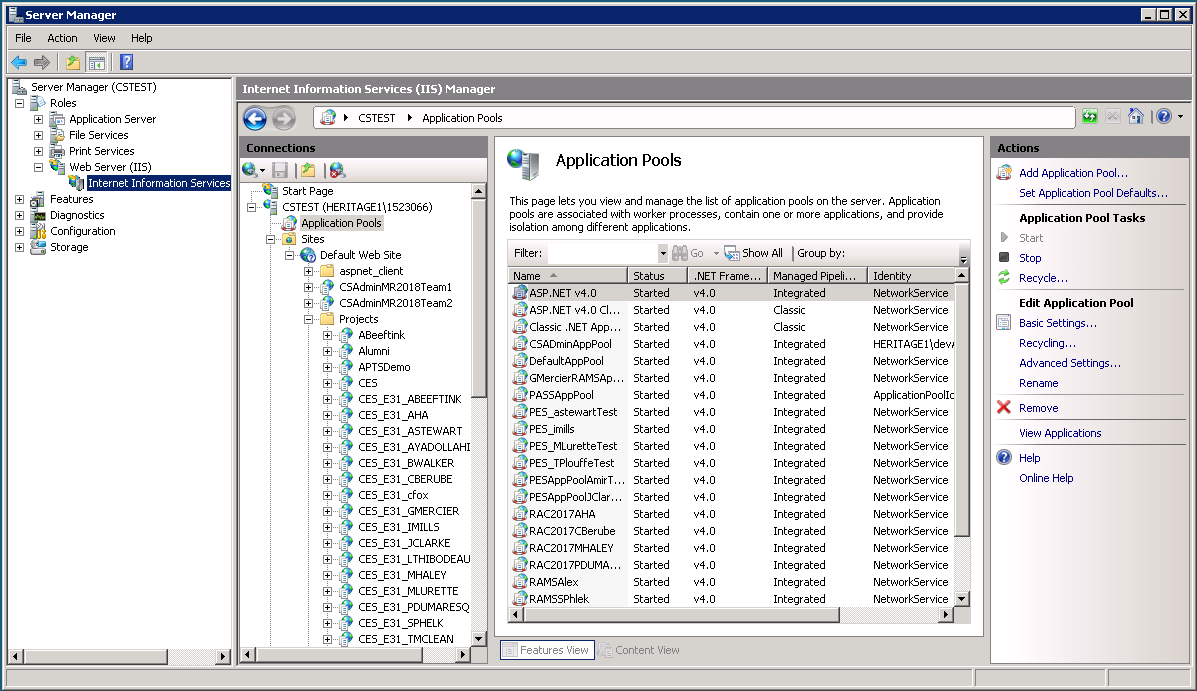 Server Manager
File Action View Help
Server Manager (CSTEST)
Roles
Application Server
File Services
Print Services
Web Server (IIS)
Internet Information Services
Features
Diagnostics
Configuration
Storage
Internet Information Services (IIS) Manager
CSTEST Application Pools
Connections
Start Page
CSTEST (HERITAGE1\1523066)
Application Pools
Sites
Default Web Site
aspnet_client
CSAdminMR2018Team1
CSAdminMR2018Team2
Projects
ABeeftink
Alumni
APTSDemo
CES
CES_E31_ABEEFTINK
CES_E31_AHA
CES_E31_ASTEWART
CES_E31_AYADOLLAHI
CES_E31_BWALKER
CES_E31_CBERUBE
CES_E31_cfox
CES_E31_GMERCIER
CES_E31_IMILLS
CES_E31_JCLARKE
CES_E31_LTHIBODEAU
CES_E31_MHALEY
CES_E31_MLURETTE
CES_E31_PDUMARESQ
CES_E31_SPHELK
CES_E31_TMCLEAN
Application Pools
This page lets you view and manage the list of application pools on the server. Application
pools are associated with worker processes, contain one or more applications, and provide
isolation among different applications.
Filter: Go Show All Group by:
Name Status .NET Frame... Managed Pipeli... Identity
ASP.NET v4.0 Started v4.0 Integrated NetworkService
ASP.NET v4.0 Cl... Started v4.0 Classic NetworkService
Classic .NET App... Started v4.0 Classic NetworkService
CSADminAppPool Started v4.0 Integrated HERITAGE1\dev
DefaultAppPool Started v4.0 Integrated NetworkService
GMercierRAMSAp... Started v4.0 Integrated NetworkService
PASSAppPool Started v4.0 Integrated ApplicationPoolId
PES_astewartTest Started v4.0 Integrated NetworkService
PES_imills Started v4.0 Integrated NetworkService
PES_MLuretteTest Started v4.0 Integrated NetworkService
PES_TPlouffeTest Started v4.0 Integrated NetworkService
PESAppPoolAmirT... Started v4.0 Integrated NetworkService
PESAppPoolJClar... Started v4.0 Integrated NetworkService
RAC2017AHA Started v4.0 Integrated NetworkService
RAC2017CBerube Started v4.0 Integrated NetworkService
RAC2017MHALEY Started v4.0 Integrated NetworkService
RAC2017PDUMA... Started v4.0 Integrated NetworkService
RAMSAlex Started v4.0 Integrated NetworkService
RAMSSPhlek Started v4.0 Integrated NetworkService
Features View Content View
Actions
Add Application Pool...
Set Application Pool Defaults...
Application Pool Tasks
Start
Stop
Recycle...
Edit Application Pool
Basic Settings...
Recycling...
Advanced Settings...
Rename
Remove
View Applications
Help
Online Help